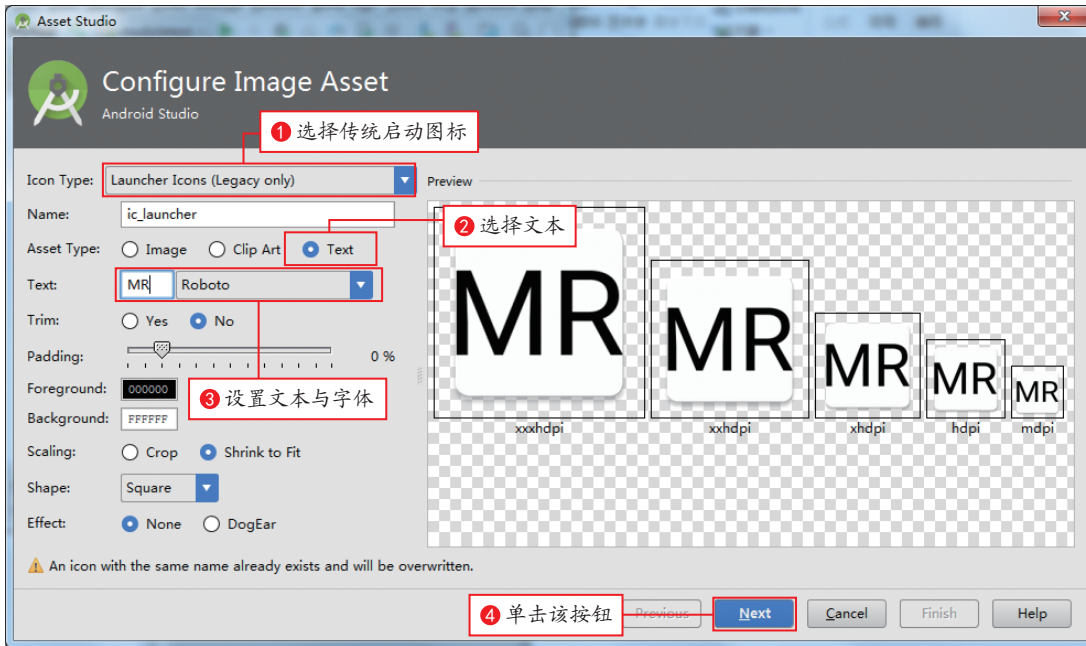 Asset Studio
Configure Image Asset
Android Studio
1 选择传统启动图标
Icon Type: Launcher Icons (Legacy only)
Preview
Name: ic_launcher
2 选择文本
Asset Type: Image Clip Art Text
Text: MR Roboto
Trim: Yes No
Padding: 0 %
Foreground: 000000
3 设置文本与字体
Background: FFFFFF
Scaling: Crop Shrink to Fit
Shape: Square
Effect: None DogEar
MR MR MR MR MR
xxxhdpi xxhdpi xhdpi hdpi mdpi
An icon with the same name already exists and will be overwritten.
4 单击该按钮
Previous Next Cancel Finish Help